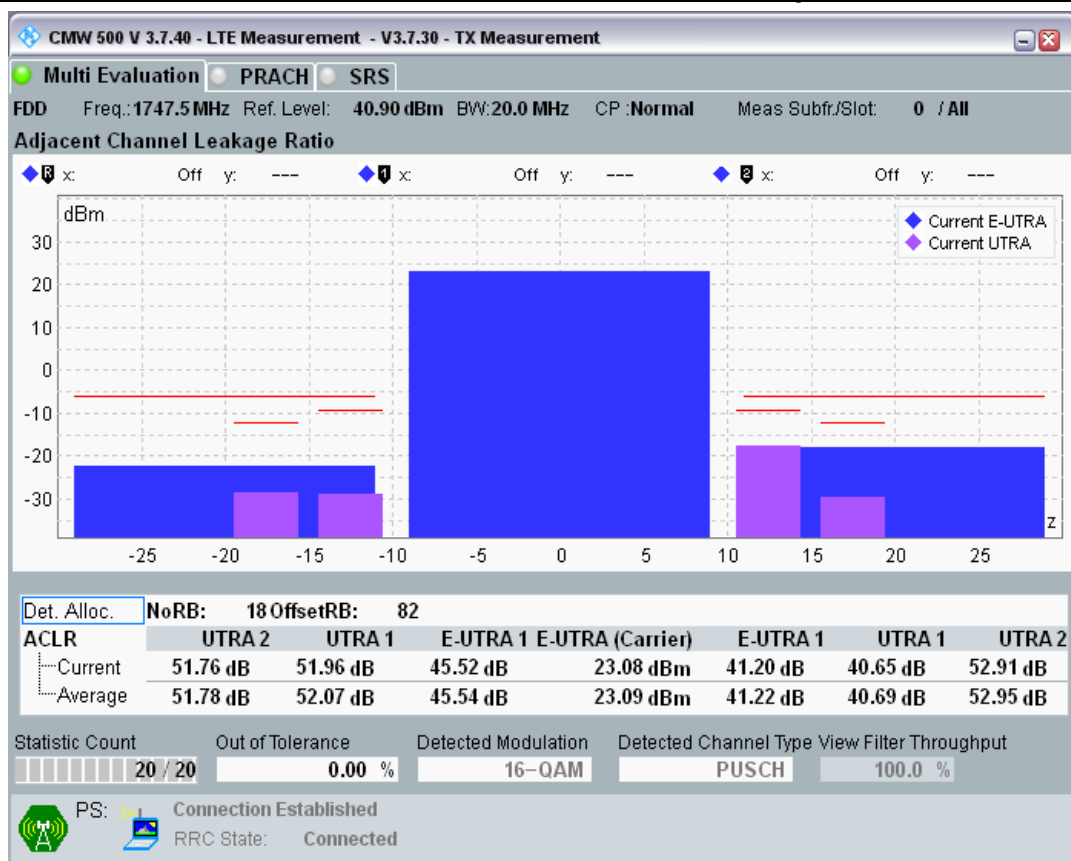 CMW 500 V 3.7.40 - LTE Measurement - V3.7.30 - TX Measurement
Multi Evaluation PRACH SRS
FDD Freq.:1747.5 MHz Ref. Level: 40.90 dBm BW:20.0 MHz CP :Normal Meas Subfr./Slot: 0 / All
Adjacent Channel Leakage Ratio
R x: Off y: --- 1 x: Off y: --- 2 x: Off y: ---
dBm
Current E-UTRA
Current UTRA
30
20
10
0
-10
-20
-30
z
-25 -20 -15 -10 -5 0 5 10 15 20 25
Det. Alloc. NoRB: 18 OffsetRB: 82
ACLR UTRA 2 UTRA 1 E-UTRA 1 E-UTRA (Carrier) E-UTRA 1 UTRA 1 UTRA 2
Current 51.76 dB 51.96 dB 45.52 dB 23.08 dBm 41.20 dB 40.65 dB 52.91 dB
Average 51.78 dB 52.07 dB 45.54 dB 23.09 dBm 41.22 dB 40.69 dB 52.95 dB
Statistic Count Out of Tolerance Detected Modulation Detected Channel Type View Filter Throughput
20 / 20 0.00 % 16-QAM PUSCH 100.0 %
PS: Connection Established
RRC State: Connected